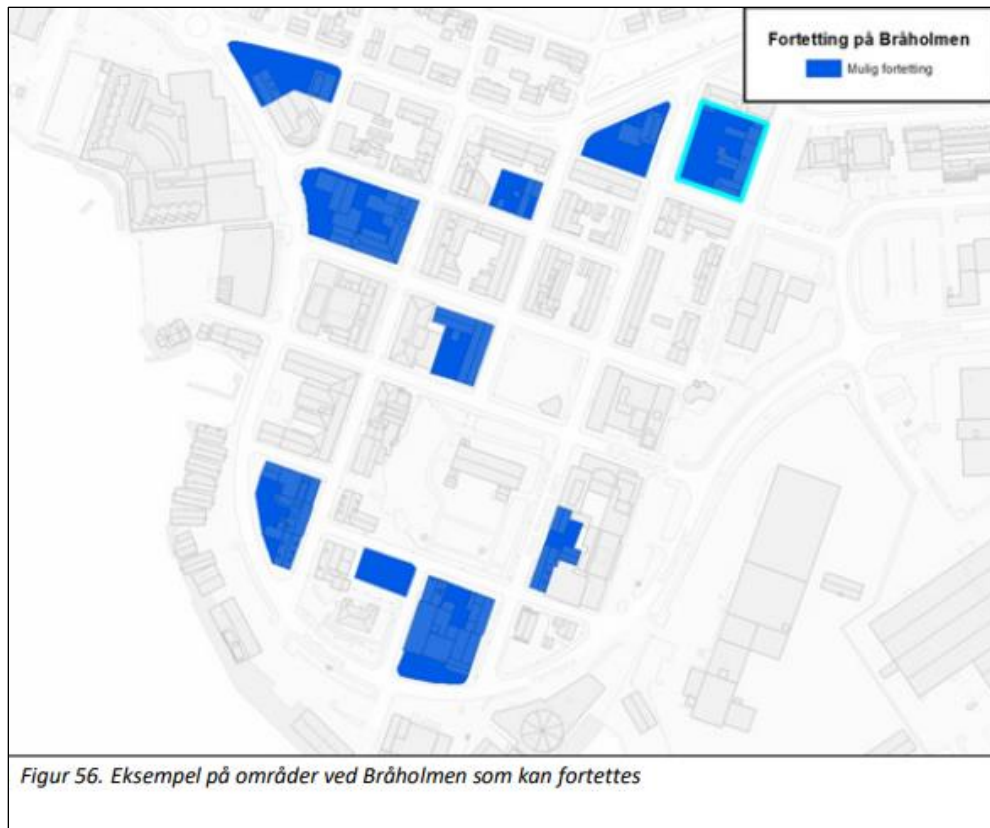 Fortetting på Bråholmen
Mulig fortetting
Figur 56. Eksempel på områder ved Bråholmen som kan fortettes